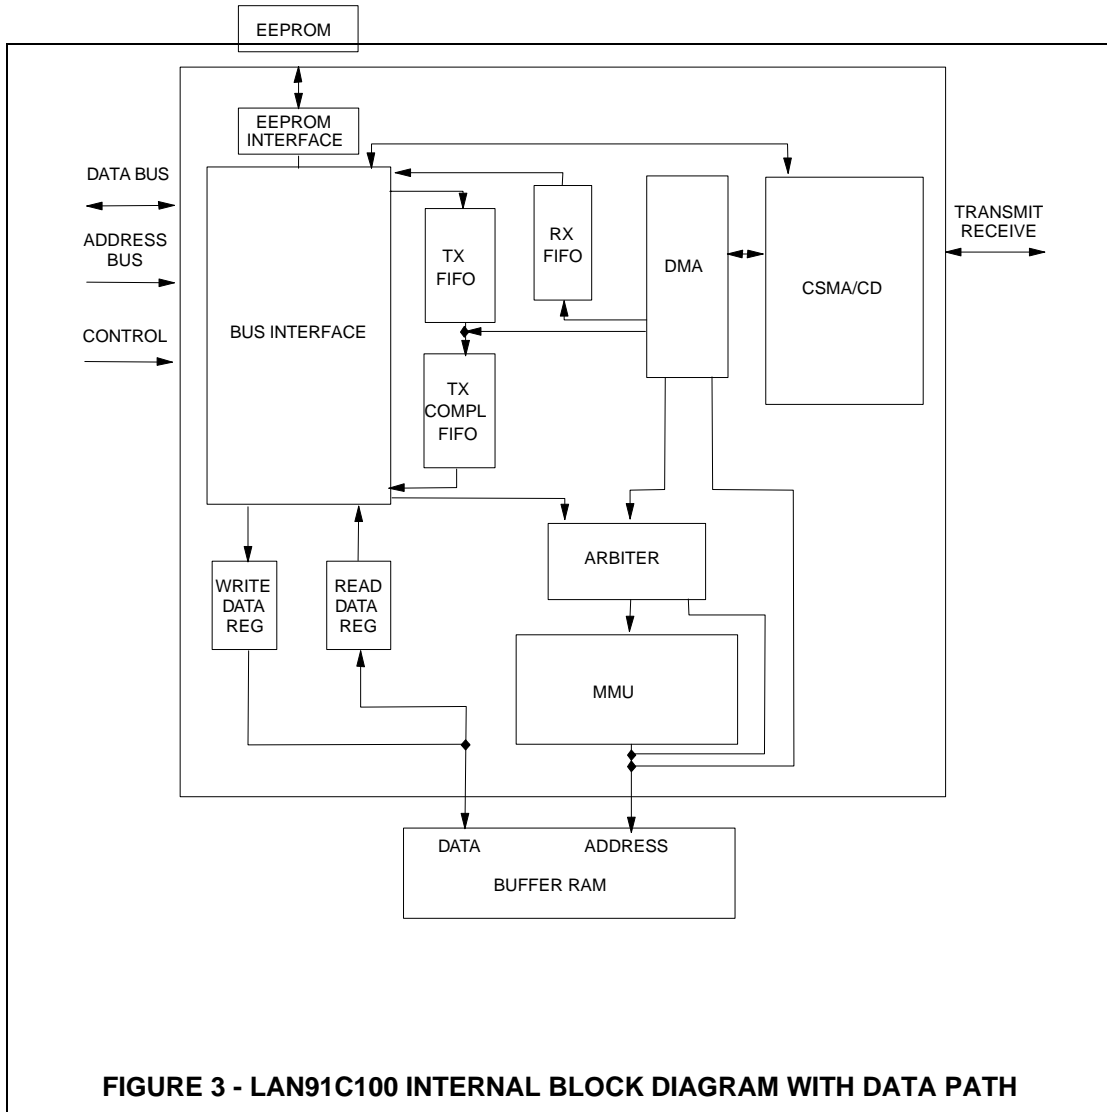 EEPROM
EEPROM
INTERFACE
DATA BUS
ADDRESS
BUS
CONTROL
BUS INTERFACE
TX
FIFO
RX
FIFO
DMA
CSMA/CD
TRANSMIT
RECEIVE
TX
COMPL
FIFO
ARBITER
WRITE
DATA
REG
READ
DATA
REG
MMU
DATA
ADDRESS
BUFFER RAM
FIGURE 3 - LAN91C100 INTERNAL BLOCK DIAGRAM WITH DATA PATH